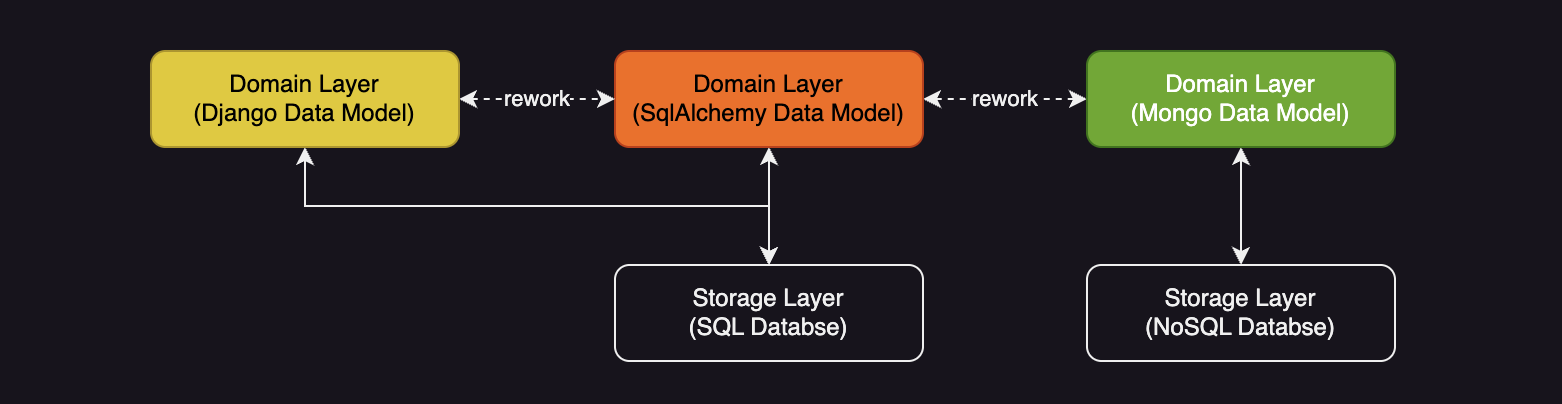 Domain Layer
(Django Data Model)
rework
Domain Layer
(SqlAlchemy Data Model)
rework
Domain Layer
(Mongo Data Model)
Storage Layer
(SQL Databse)
Storage Layer
(NoSQL Databse)